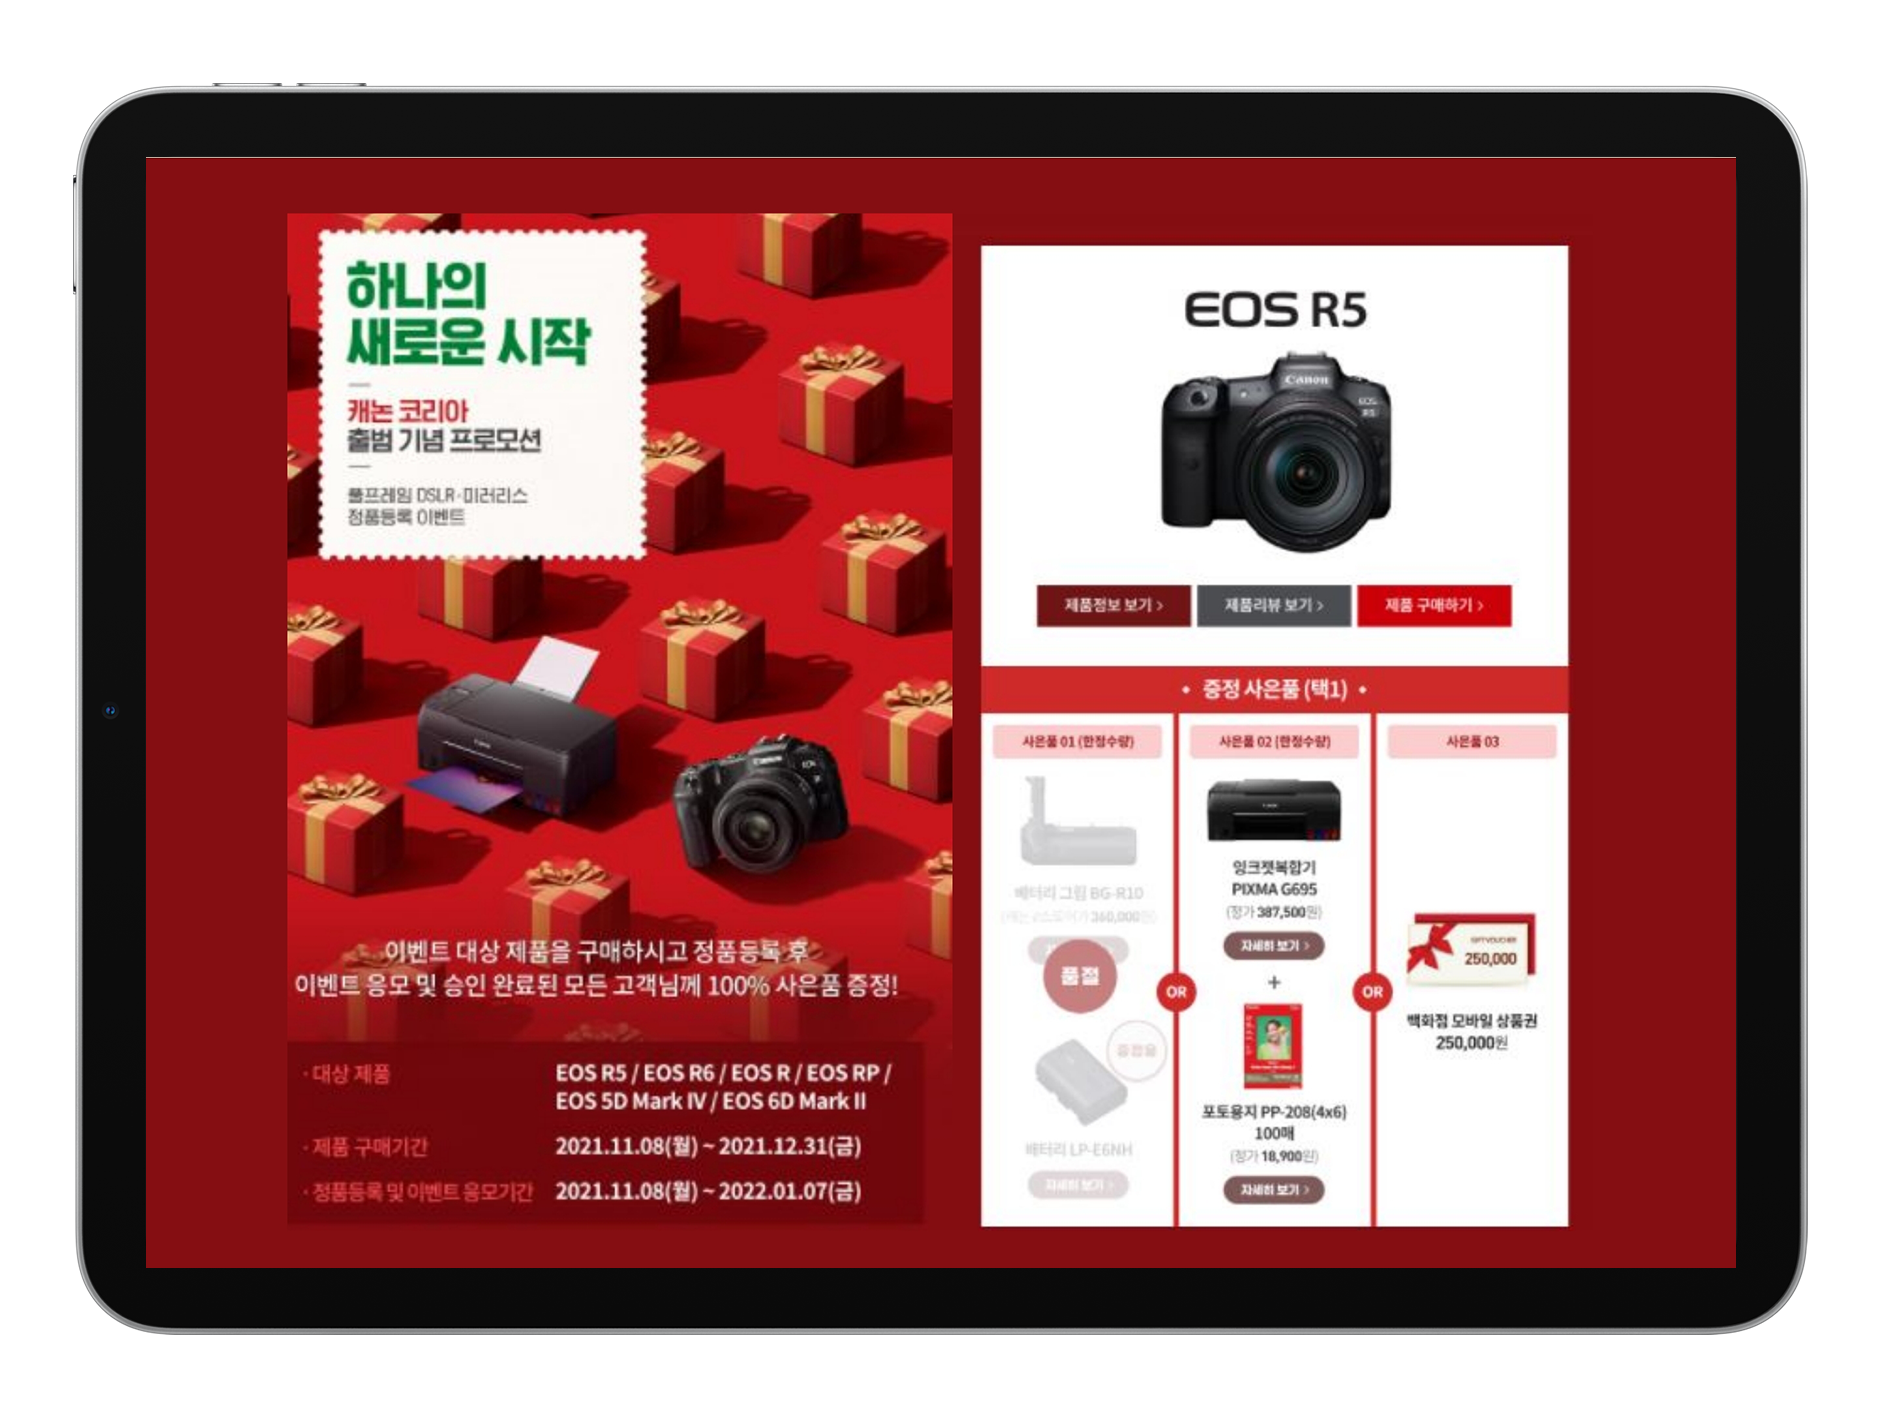 하나의
새로운 시작
캐논 코리아
출범 기념 프로모션
풀프레임 DSLR·미러리스
정품등록 이벤트
이벤트 대상 제품을 구매하시고 정품등록 후
이벤트 응모 및 승인 완료된 모든 고객님께 100% 사은품 증정!
· 대상 제품
EOS R5 / EOS R6 / EOS R / EOS RP /
EOS 5D Mark IV / EOS 6D Mark II
· 제품 구매기간
2021.11.08(월) ~ 2021.12.31(금)
· 정품등록 및 이벤트 응모기간
2021.11.08(월) ~ 2022.01.07(금)
EOS R5
Canon
EOS
R5
제품정보 보기 >
제품리뷰 보기 >
제품 구매하기 >
• 증정 사은품 (택1) •
사은품 01 (한정수량)
배터리 그립 BG-R10
360,000원)
품절
증정용
배터리 LP-E6NH
자세히 보기 >
OR
사은품 02 (한정수량)
잉크젯복합기
PIXMA G695
(정가 387,500원)
자세히 보기 >
+
포토용지 PP-208(4x6)
100매
(정가 18,900원)
자세히 보기 >
OR
사은품 03
GIFT VOUCHER
250,000
백화점 모바일 상품권
250,000원